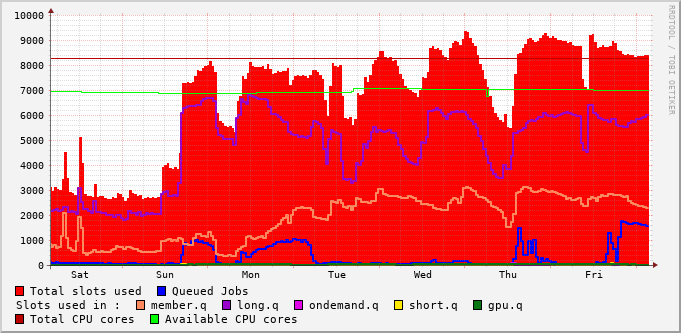 10000
9000
8000
7000
6000
5000
4000
3000
2000
1000
0
Sat Sun Mon Tue Wed Thu Fri
Total slots used Queued Jobs
Slots used in : member.q long.q ondemand.q short.q gpu.q
Total CPU cores Available CPU cores
RRDTOOL / TOBI OETIKER